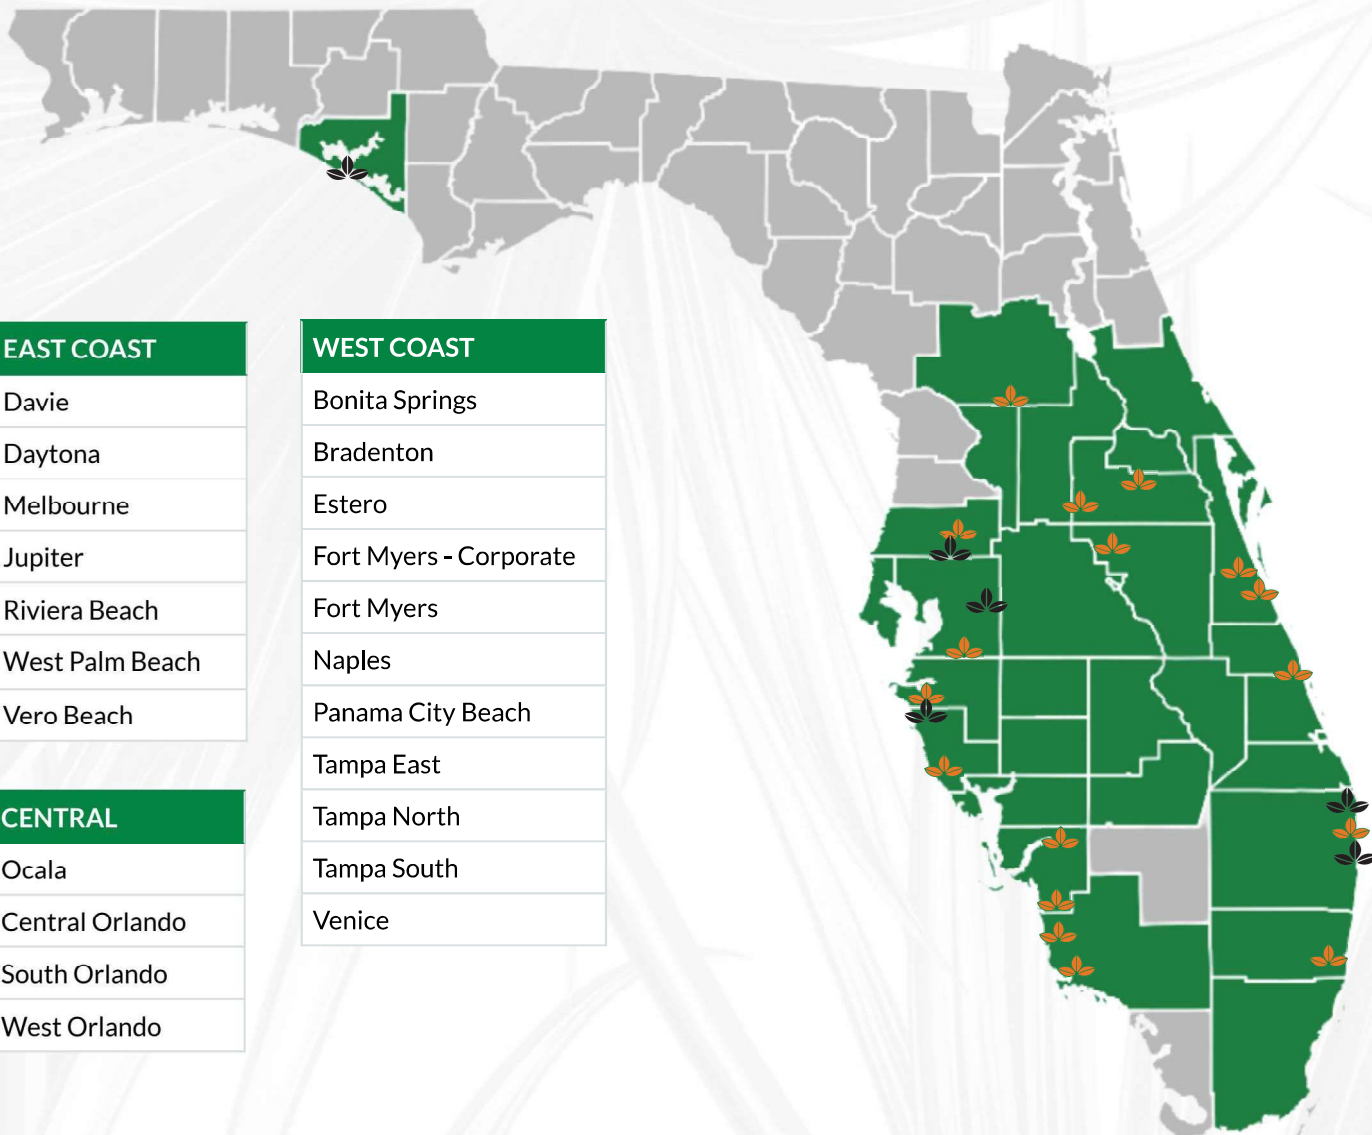 EAST COAST
Davie
Daytona
Melbourne
Jupiter
Riviera Beach
West Palm Beach
Vero Beach
CENTRAL
Ocala
Central Orlando
South Orlando
West Orlando
WEST COAST
Bonita Springs
Bradenton
Estero
Fort Myers - Corporate
Fort Myers
Naples
Panama City Beach
Tampa East
Tampa North
Tampa South
Venice